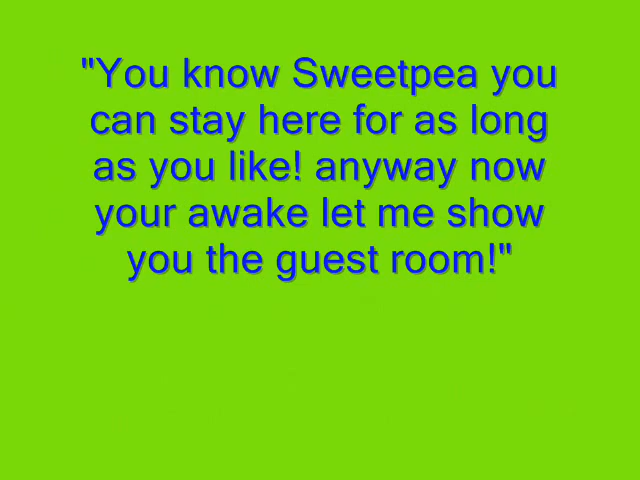 "You know Sweetpea you
can stay here for as long
as you like! anyway now
your awake let me show
you the guest room!"